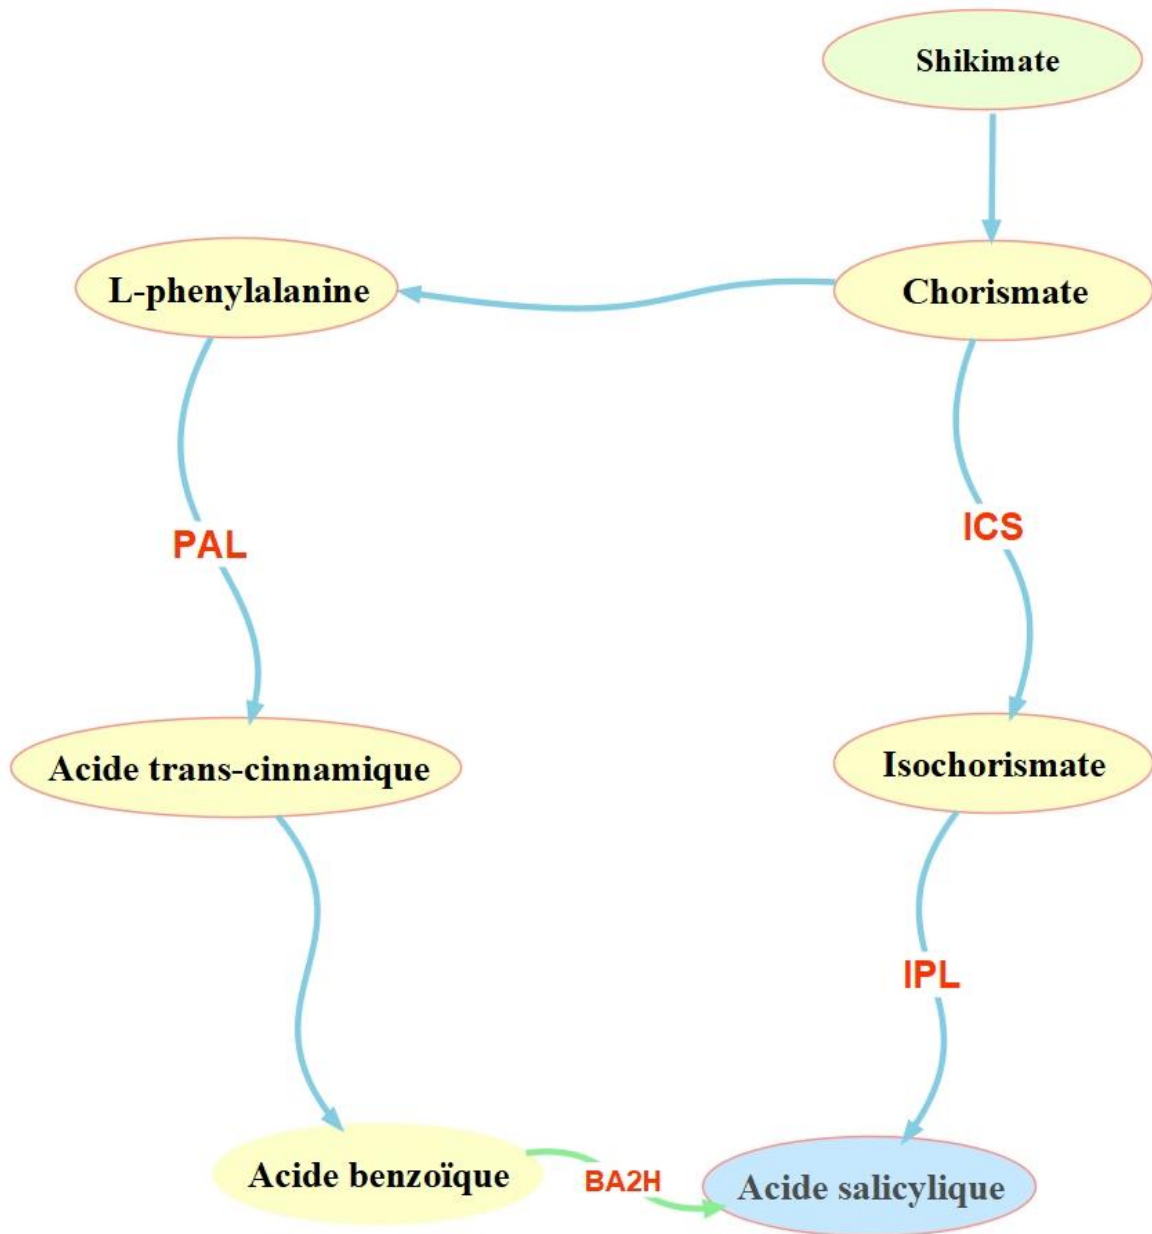 Shikimate
L-phenylalanine
Chorismate
PAL
ICS
Acide trans-cinnamique
Isochorismate
IPL
Acide benzoïque
BA2H
Acide salicylique